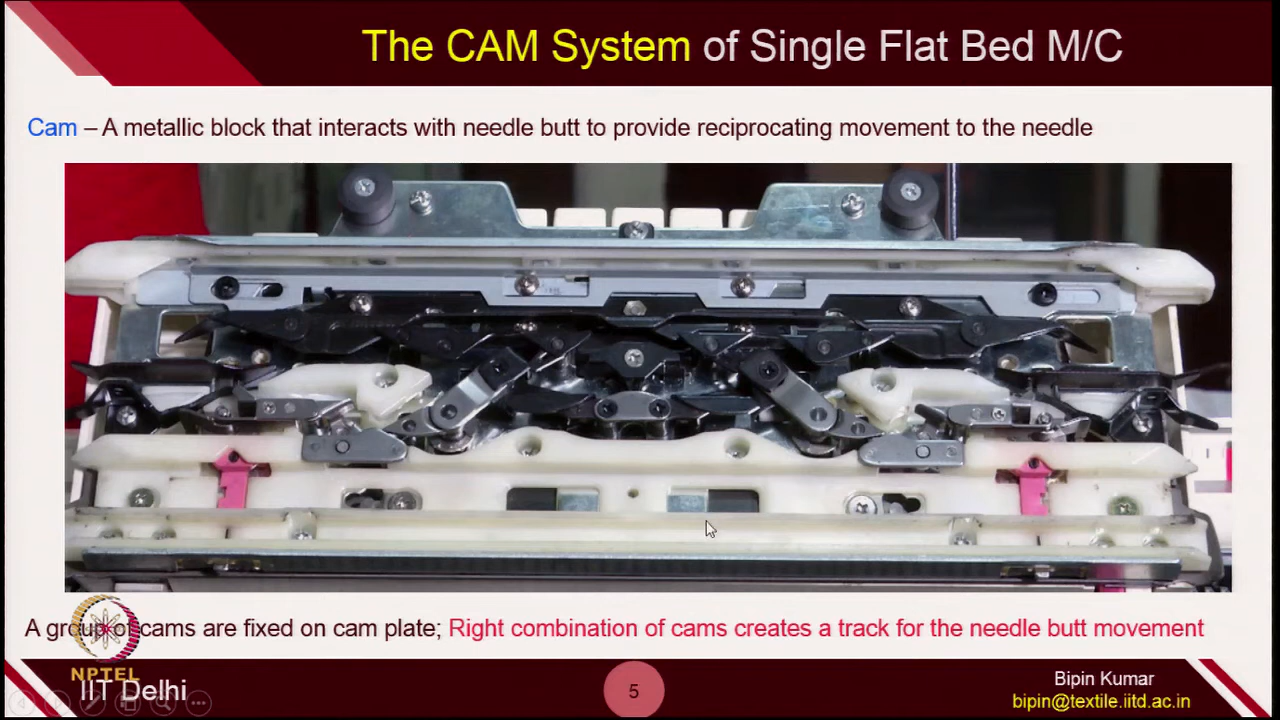 The CAM System of Single Flat Bed M/C
Cam – A metallic block that interacts with needle butt to provide reciprocating movement to the needle
A group of cams are fixed on cam plate; Right combination of cams creates a track for the needle butt movement
NPTEL
IIT Delhi
5
Bipin Kumar
bipin@textile.iitd.ac.in